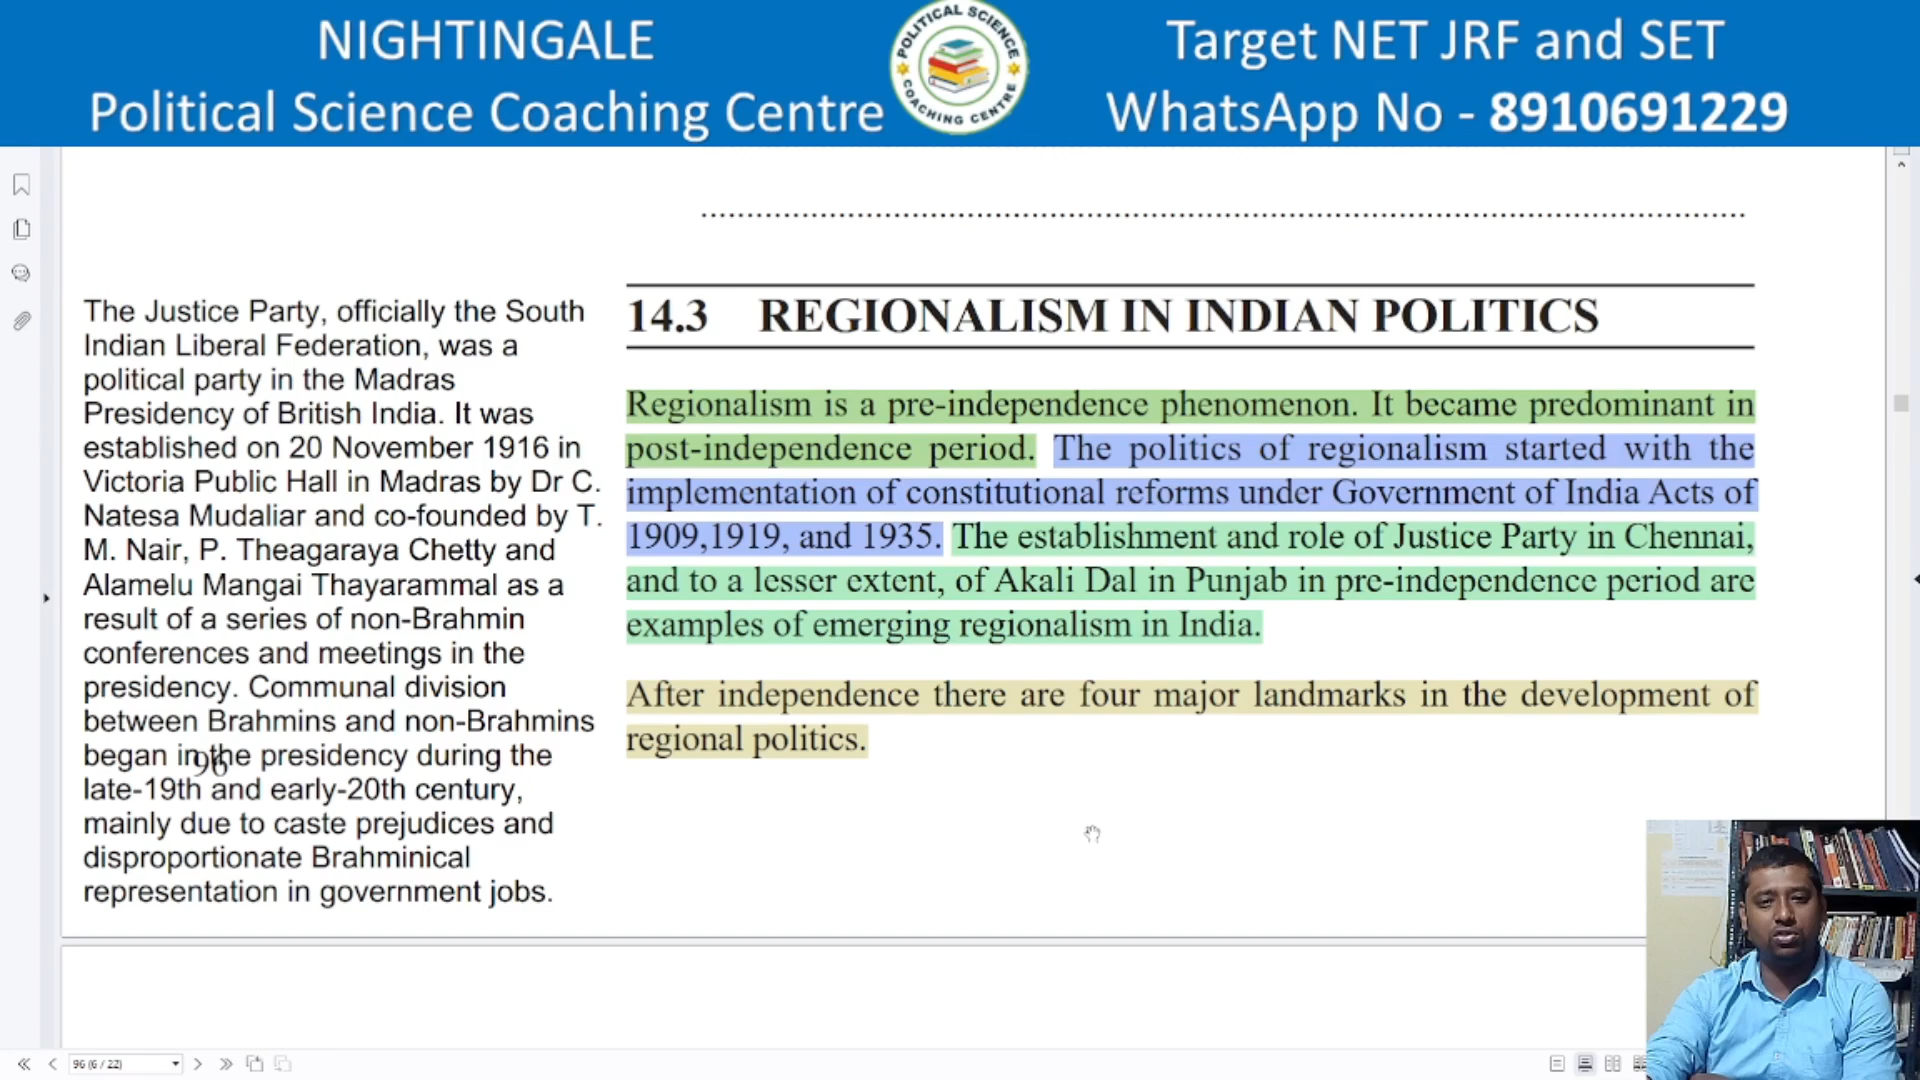 NIGHTINGALE
Political Science Coaching Centre
POLITICAL SCIENCE
COACHING CENTRE
Target NET JRF and SET
WhatsApp No - 8910691229
The Justice Party, officially the South
Indian Liberal Federation, was a
political party in the Madras
Presidency of British India. It was
established on 20 November 1916 in
Victoria Public Hall in Madras by Dr C.
Natesa Mudaliar and co-founded by T.
M. Nair, P. Theagaraya Chetty and
Alamelu Mangai Thayarammal as a
result of a series of non-Brahmin
conferences and meetings in the
presidency. Communal division
between Brahmins and non-Brahmins
began in the presidency during the
96
late-19th and early-20th century,
mainly due to caste prejudices and
disproportionate Brahminical
representation in government jobs.
14.3 REGIONALISM IN INDIAN POLITICS
Regionalism is a pre-independence phenomenon. It became predominant in
post-independence period. The politics of regionalism started with the
implementation of constitutional reforms under Government of India Acts of
1909,1919, and 1935. The establishment and role of Justice Party in Chennai,
and to a lesser extent, of Akali Dal in Punjab in pre-independence period are
examples of emerging regionalism in India.
After independence there are four major landmarks in the development of
regional politics.
96 (6 / 22)